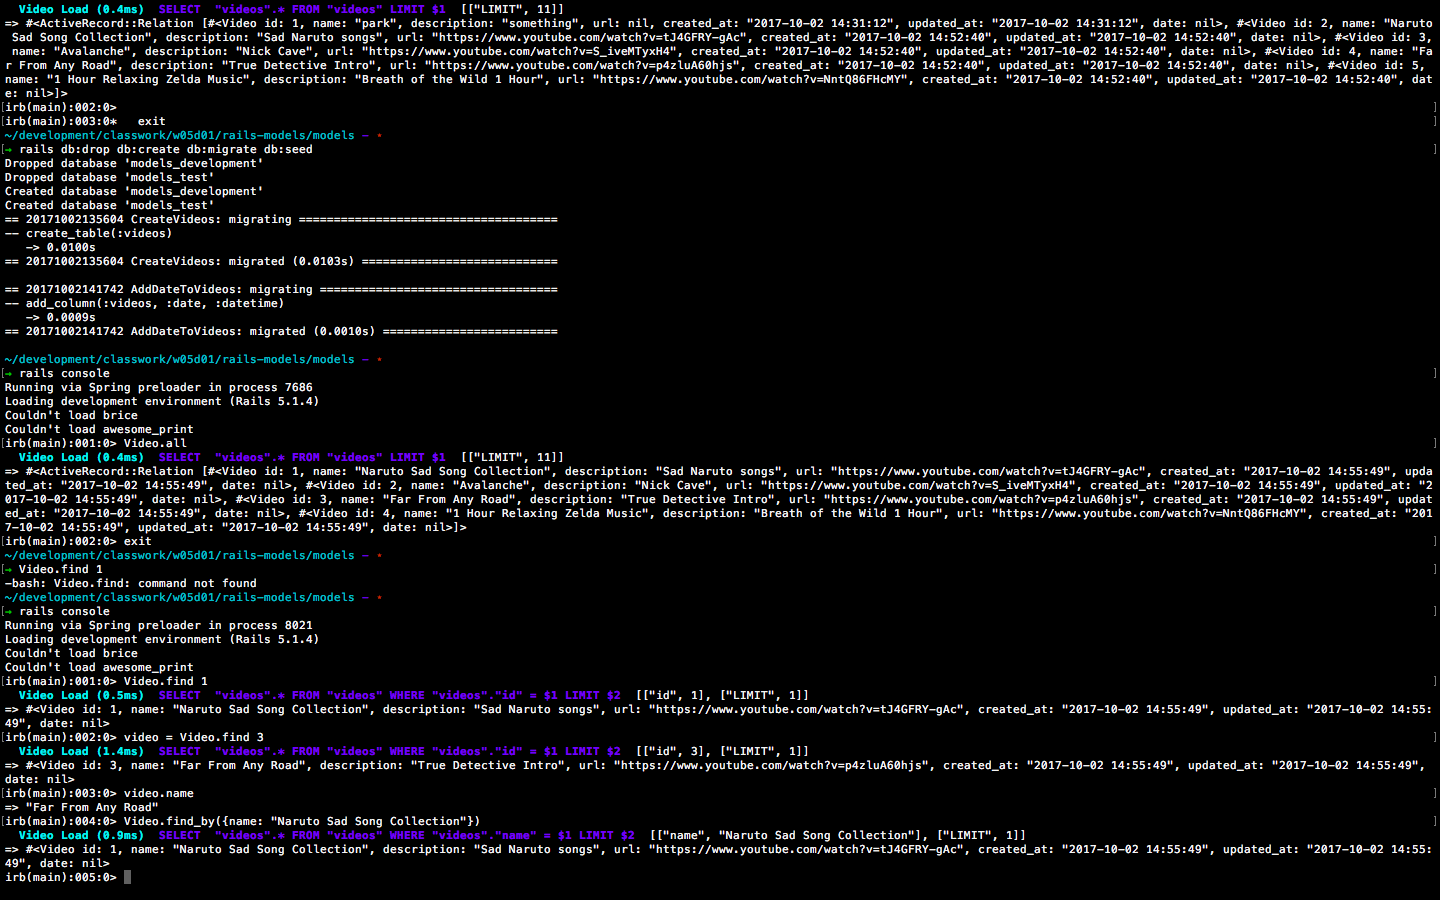 Video Load (0.4ms)  SELECT  "videos".* FROM "videos" LIMIT $1  [["LIMIT", 11]]
=> #<ActiveRecord::Relation [#<Video id: 1, name: "park", description: "something", url: nil, created_at: "2017-10-02 14:31:12", updated_at: "2017-10-02 14:31:12", date: nil>, #<Video id: 2, name: "Naruto
 Sad Song Collection", description: "Sad Naruto songs", url: "https://www.youtube.com/watch?v=tJ4GFRY-gAc", created_at: "2017-10-02 14:52:40", updated_at: "2017-10-02 14:52:40", date: nil>, #<Video id: 3,
 name: "Avalanche", description: "Nick Cave", url: "https://www.youtube.com/watch?v=S_iveMTyxH4", created_at: "2017-10-02 14:52:40", updated_at: "2017-10-02 14:52:40", date: nil>, #<Video id: 4, name: "Fa
r From Any Road", description: "True Detective Intro", url: "https://www.youtube.com/watch?v=p4zluA60hjs", created_at: "2017-10-02 14:52:40", updated_at: "2017-10-02 14:52:40", date: nil>, #<Video id: 5,
name: "1 Hour Relaxing Zelda Music", description: "Breath of the Wild 1 Hour", url: "https://www.youtube.com/watch?v=NntQ86FHcMY", created_at: "2017-10-02 14:52:40", updated_at: "2017-10-02 14:52:40", dat
e: nil>]>
[irb(main):002:0> ]
[irb(main):003:0*   exit ]
~/development/classwork/w05d01/rails-models/models – *
[→ rails db:drop db:create db:migrate db:seed ]
Dropped database 'models_development'
Dropped database 'models_test'
Created database 'models_development'
Created database 'models_test'
== 20171002135604 CreateVideos: migrating =====================================
-- create_table(:videos)
   -> 0.0100s
== 20171002135604 CreateVideos: migrated (0.0103s) ============================
== 20171002141742 AddDateToVideos: migrating ==================================
-- add_column(:videos, :date, :datetime)
   -> 0.0009s
== 20171002141742 AddDateToVideos: migrated (0.0010s) =========================
~/development/classwork/w05d01/rails-models/models – *
[→ rails console ]
Running via Spring preloader in process 7686
Loading development environment (Rails 5.1.4)
Couldn't load brice
Couldn't load awesome_print
[irb(main):001:0> Video.all ]
  Video Load (0.4ms)  SELECT  "videos".* FROM "videos" LIMIT $1  [["LIMIT", 11]]
=> #<ActiveRecord::Relation [#<Video id: 1, name: "Naruto Sad Song Collection", description: "Sad Naruto songs", url: "https://www.youtube.com/watch?v=tJ4GFRY-gAc", created_at: "2017-10-02 14:55:49", upda
ted_at: "2017-10-02 14:55:49", date: nil>, #<Video id: 2, name: "Avalanche", description: "Nick Cave", url: "https://www.youtube.com/watch?v=S_iveMTyxH4", created_at: "2017-10-02 14:55:49", updated_at: "2
017-10-02 14:55:49", date: nil>, #<Video id: 3, name: "Far From Any Road", description: "True Detective Intro", url: "https://www.youtube.com/watch?v=p4zluA60hjs", created_at: "2017-10-02 14:55:49", updat
ed_at: "2017-10-02 14:55:49", date: nil>, #<Video id: 4, name: "1 Hour Relaxing Zelda Music", description: "Breath of the Wild 1 Hour", url: "https://www.youtube.com/watch?v=NntQ86FHcMY", created_at: "201
7-10-02 14:55:49", updated_at: "2017-10-02 14:55:49", date: nil>]>
[irb(main):002:0> exit ]
~/development/classwork/w05d01/rails-models/models – *
[→ Video.find 1 ]
-bash: Video.find: command not found
~/development/classwork/w05d01/rails-models/models – *
[→ rails console ]
Running via Spring preloader in process 8021
Loading development environment (Rails 5.1.4)
Couldn't load brice
Couldn't load awesome_print
[irb(main):001:0> Video.find 1 ]
  Video Load (0.5ms)  SELECT  "videos".* FROM "videos" WHERE "videos"."id" = $1 LIMIT $2  [["id", 1], ["LIMIT", 1]]
=> #<Video id: 1, name: "Naruto Sad Song Collection", description: "Sad Naruto songs", url: "https://www.youtube.com/watch?v=tJ4GFRY-gAc", created_at: "2017-10-02 14:55:49", updated_at: "2017-10-02 14:55:
49", date: nil>
[irb(main):002:0> video = Video.find 3 ]
  Video Load (1.4ms)  SELECT  "videos".* FROM "videos" WHERE "videos"."id" = $1 LIMIT $2  [["id", 3], ["LIMIT", 1]]
=> #<Video id: 3, name: "Far From Any Road", description: "True Detective Intro", url: "https://www.youtube.com/watch?v=p4zluA60hjs", created_at: "2017-10-02 14:55:49", updated_at: "2017-10-02 14:55:49",
date: nil>
[irb(main):003:0> video.name ]
=> "Far From Any Road"
[irb(main):004:0> Video.find_by({name: "Naruto Sad Song Collection"}) ]
  Video Load (0.9ms)  SELECT  "videos".* FROM "videos" WHERE "videos"."name" = $1 LIMIT $2  [["name", "Naruto Sad Song Collection"], ["LIMIT", 1]]
=> #<Video id: 1, name: "Naruto Sad Song Collection", description: "Sad Naruto songs", url: "https://www.youtube.com/watch?v=tJ4GFRY-gAc", created_at: "2017-10-02 14:55:49", updated_at: "2017-10-02 14:55:
49", date: nil>
irb(main):005:0>